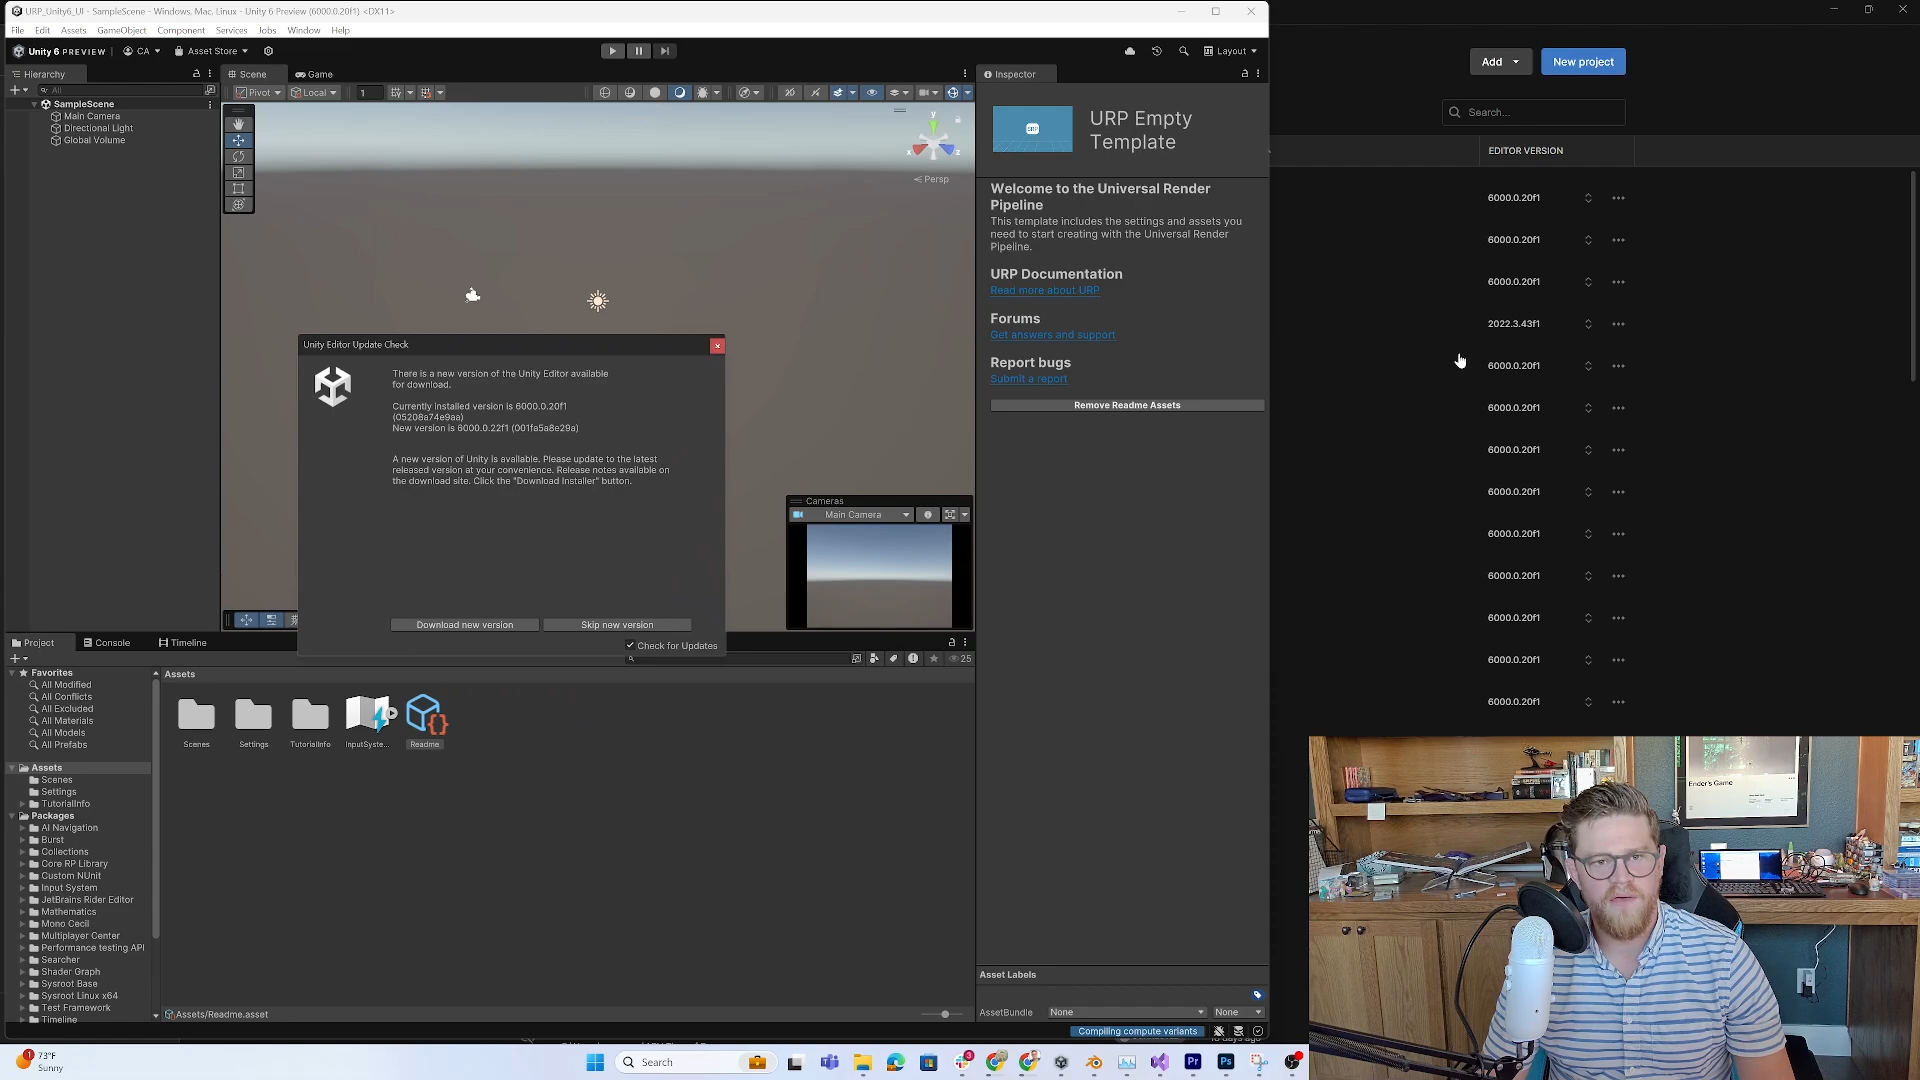 URP_Unity6_UI - SampleScene - Windows, Mac, Linux - Unity 6 Preview (6000.0.20f1) <DX11>
File Edit Assets GameObject Component Services Jobs Window Help
Unity 6 PREVIEW CA Asset Store Layout
Add New project
Hierarchy Scene Game Inspector
All
Pivot Local 1
Search...
SampleScene
Main Camera
Directional Light
Global Volume
y
x z
Persp
URP Empty
Template
EDITOR VERSION
Welcome to the Universal Render
Pipeline
This template includes the settings and assets you
need to start creating with the Universal Render
Pipeline.
URP Documentation
Read more about URP
Forums
Get answers and support
Report bugs
Submit a report
Remove Readme Assets
6000.0.20f1
6000.0.20f1
6000.0.20f1
2022.3.43f1
6000.0.20f1
6000.0.20f1
6000.0.20f1
6000.0.20f1
6000.0.20f1
6000.0.20f1
6000.0.20f1
6000.0.20f1
6000.0.20f1
Unity Editor Update Check
There is a new version of the Unity Editor available
for download.
Currently installed version is 6000.0.20f1
(05208a74e9aa)
New version is 6000.0.22f1 (001fa5a8e29a)
A new version of Unity is available. Please update to the latest
released version at your convenience. Release notes available on
the download site. Click the "Download Installer" button.
Download new version Skip new version
Check for Updates
Cameras
Main Camera
Project Console Timeline
25
Favorites
All Modified
All Conflicts
All Excluded
All Materials
All Models
All Prefabs
Assets
Scenes
Settings
TutorialInfo
Packages
AI Navigation
Burst
Collections
Core RP Library
Custom NUnit
Input System
JetBrains Rider Editor
Mathematics
Mono Cecil
Multiplayer Center
Performance testing API
Searcher
Shader Graph
Sysroot Base
Sysroot Linux x64
Test Framework
Timeline
Assets
Scenes Settings TutorialInfo InputSyste... Readme
Assets/Readme.asset
Asset Labels
AssetBundle None None
Compiling compute variants
Ender's Game
1
73°F
Sunny
Search
3